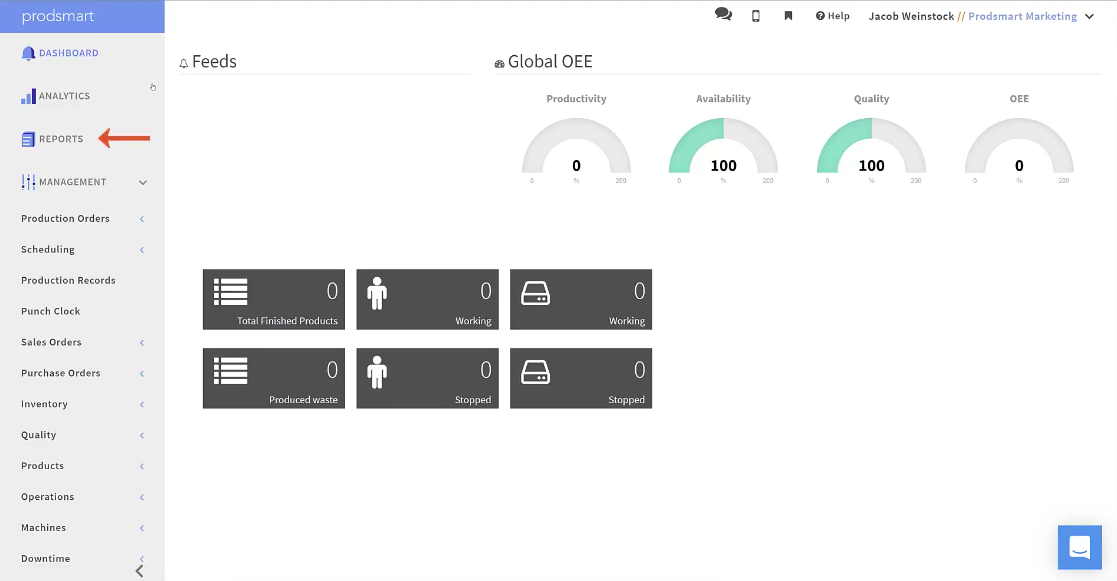 prodsmart
Help
Jacob Weinstock // Prodsmart Marketing
DASHBOARD
ANALYTICS
REPORTS
MANAGEMENT
Production Orders
Scheduling
Production Records
Punch Clock
Sales Orders
Purchase Orders
Inventory
Quality
Products
Operations
Machines
Downtime
Feeds
Global OEE
Productivity
Availability
Quality
OEE
0
100
100
0
0 % 200
0 % 200
0 % 200
0 % 200
0
Total Finished Products
0
Working
0
Working
0
Produced waste
0
Stopped
0
Stopped